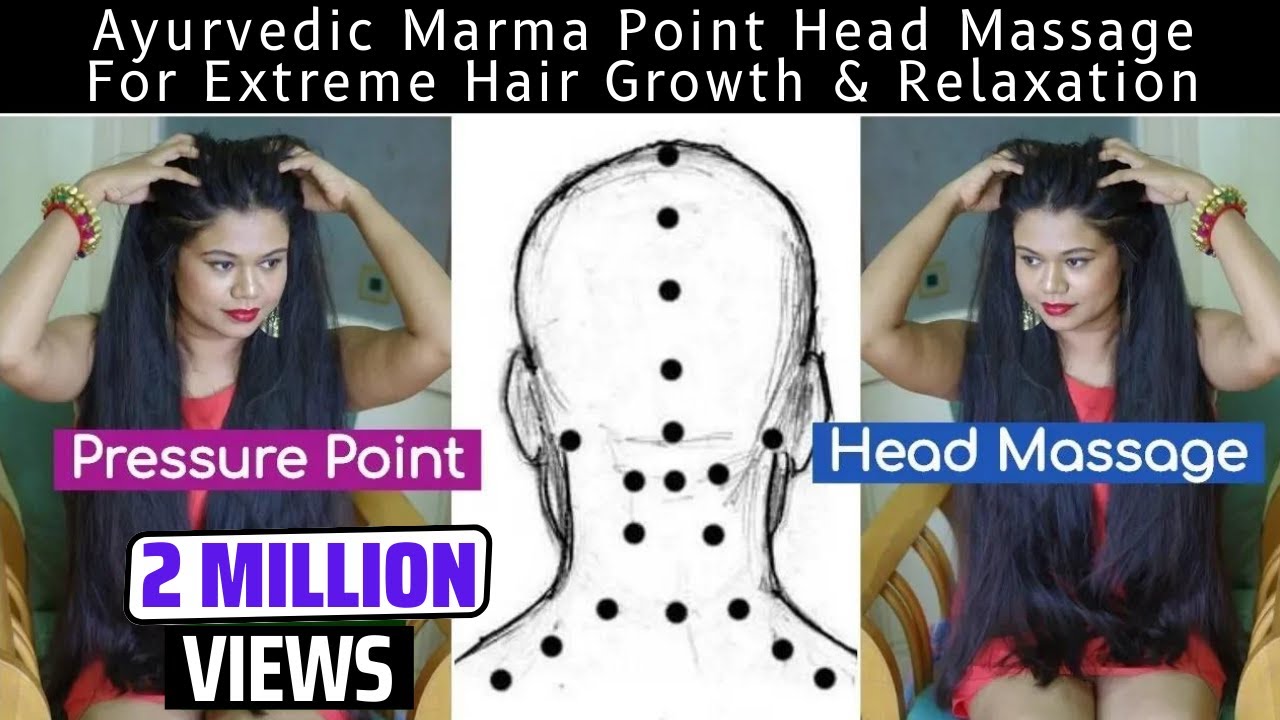 Ayurvedic Marma Point Head Massage
For Extreme Hair Growth & Relaxation
Pressure Point
Head Massage
2 MILLION
VIEWS